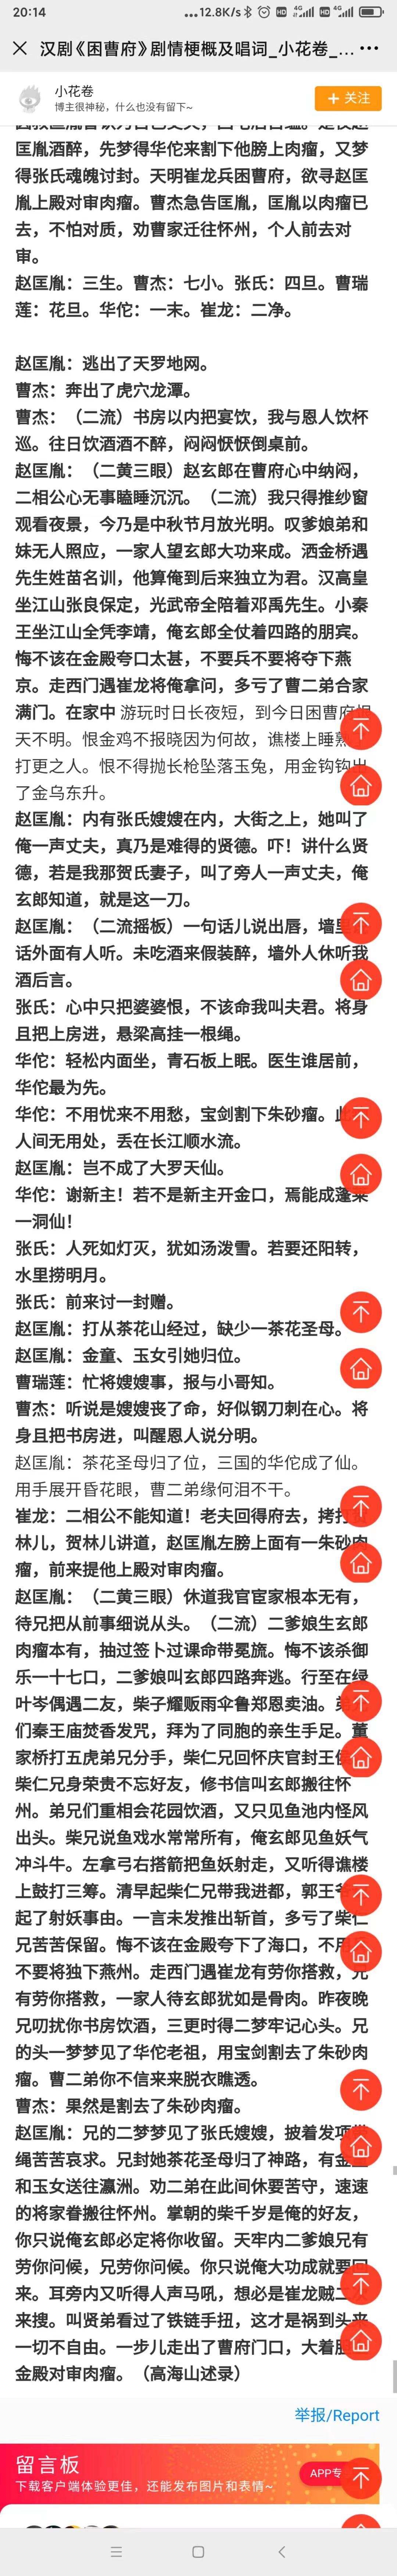 20:14
...12.8K/s HD 4G HD 4G
汉剧《困曹府》剧情梗概及唱词_小花卷_...
小花卷
博主很神秘，什么也没有留下~
+ 关注
匡胤酒醉，先梦得华佗来割下他膀上肉瘤，又梦
得张氏魂魄讨封。天明崔龙兵困曹府，欲寻赵匡
胤上殿对审肉瘤。曹杰急告匡胤，匡胤以肉瘤已
去，不怕对质，劝曹家迁往怀州，个人前去对
审。
赵匡胤：三生。曹杰：七小。张氏：四旦。曹瑞
莲：花旦。华佗：一末。崔龙：二净。
赵匡胤：逃出了天罗地网。
曹杰：奔出了虎穴龙潭。
曹杰：（二流）书房以内把宴饮，我与恩人饮杯
巡。往日饮酒酒不醉，闷闷恹恹倒桌前。
赵匡胤：（二黄三眼）赵玄郎在曹府心中纳闷，
二相公心无事瞌睡沉沉。（二流）我只得推纱窗
观看夜景，今乃是中秋节月放光明。叹爹娘弟和
妹无人照应，一家人望玄郎大功来成。洒金桥遇
先生姓苗名训，他算俺到后来独立为君。汉高皇
坐江山张良保定，光武帝全陪着邓禹先生。小秦
王坐江山全凭李靖，俺玄郎全仗着四路的朋宾。
悔不该在金殿夸口太甚，不要兵不要将夺下燕
京。走西门遇崔龙将俺拿问，多亏了曹二弟合家
满门。在家中 游玩时日长夜短，到今日困曹府
天不明。恨金鸡不报晓因为何故，谯楼上睡熟
打更之人。恨不得抛长枪坠落玉兔，用金钩钩出
了金乌东升。
赵匡胤：内有张氏嫂嫂在内，大街之上，她叫了
俺一声丈夫，真乃是难得的贤德。吓！讲什么贤
德，若是我那贺氏妻子，叫了旁人一声丈夫，俺
玄郎知道，就是这一刀。
赵匡胤：（二流摇板）一句话儿说出唇，墙里
话外面有人听。未吃酒来假装醉，墙外人休听我
酒后言。
张氏：心中只把婆婆恨，不该命我叫夫君。将身
且把上房进，悬梁高挂一根绳。
华佗：轻松内面坐，青石板上眠。医生谁居前，
华佗最为先。
华佗：不用忧来不用愁，宝剑割下朱砂瘤。此
人间无用处，丢在长江顺水流。
赵匡胤：岂不成了大罗天仙。
华佗：谢新主！若不是新主开金口，焉能成蓬莱
一洞仙！
张氏：人死如灯灭，犹如汤泼雪。若要还阳转，
水里捞明月。
张氏：前来讨一封赠。
赵匡胤：打从茶花山经过，缺少一茶花圣母。
赵匡胤：金童、玉女引她归位。
曹瑞莲：忙将嫂嫂事，报与小哥知。
曹杰：听说是嫂嫂丧了命，好似钢刀刺在心。将
身且把书房进，叫醒恩人说分明。
赵匡胤：茶花圣母归了位，三国的华佗成了仙。
用手展开昏花眼，曹二弟缘何泪不干。
崔龙：二相公不能知道！老夫回得府去，拷打
林儿，贺林儿讲道，赵匡胤左膀上面有一朱砂肉
瘤，前来提他上殿对审肉瘤。
赵匡胤：（二黄三眼）休道我官宦家根本无有，
待兄把从前事细说从头。（二流）二爹娘生玄郎
肉瘤本有，抽过签卜过课命带冕旒。悔不该杀御
乐一十七口，二爹娘叫玄郎四路奔逃。行至在绿
叶岑偶遇二友，柴子耀贩雨伞鲁郑恩卖油。弟
们秦王庙焚香发咒，拜为了同胞的亲生手足。董
家桥打五虎弟兄分手，柴仁兄回怀庆官封王侯
柴仁兄身荣贵不忘好友，修书信叫玄郎搬往怀
州。弟兄们重相会花园饮酒，又只见鱼池内怪风
出头。柴兄说鱼戏水常常所有，俺玄郎见鱼妖气
冲斗牛。左拿弓右搭箭把鱼妖射走，又听得谯楼
上鼓打三筹。清早起柴仁兄带我进都，郭王爷
起了射妖事由。一言未发推出斩首，多亏了柴仁
兄苦苦保留。悔不该在金殿夸下了海口，不用
不要将独下燕州。走西门遇崔龙有劳你搭救，兄
有劳你搭救，一家人待玄郎犹如是骨肉。昨夜晚
兄叨扰你书房饮酒，三更时得二梦牢记心头。兄
的头一梦梦见了华佗老祖，用宝剑割去了朱砂肉
瘤。曹二弟你不信来来脱衣瞧透。
曹杰：果然是割去了朱砂肉瘤。
赵匡胤：兄的二梦梦见了张氏嫂嫂，披着发项
绳苦苦哀求。兄封她茶花圣母归了神路，有金
和玉女送往瀛洲。劝二弟在此间休要苦守，速速
的将家眷搬往怀州。掌朝的柴千岁是俺的好友，
你只说俺玄郎必定将你收留。天牢内二爹娘兄有
劳你问候，兄劳你问候。你只说俺大功成就要回
来。耳旁内又听得人声马吼，想必是崔龙贼二
来搜。叫贤弟看过了铁链手扭，这才是祸到头来
一切不自由。一步儿走出了曹府门口，大着胆
金殿对审肉瘤。（高海山述录）
举报/Report
留言板
下载客户端体验更佳，还能发布图片和表情~
APP专